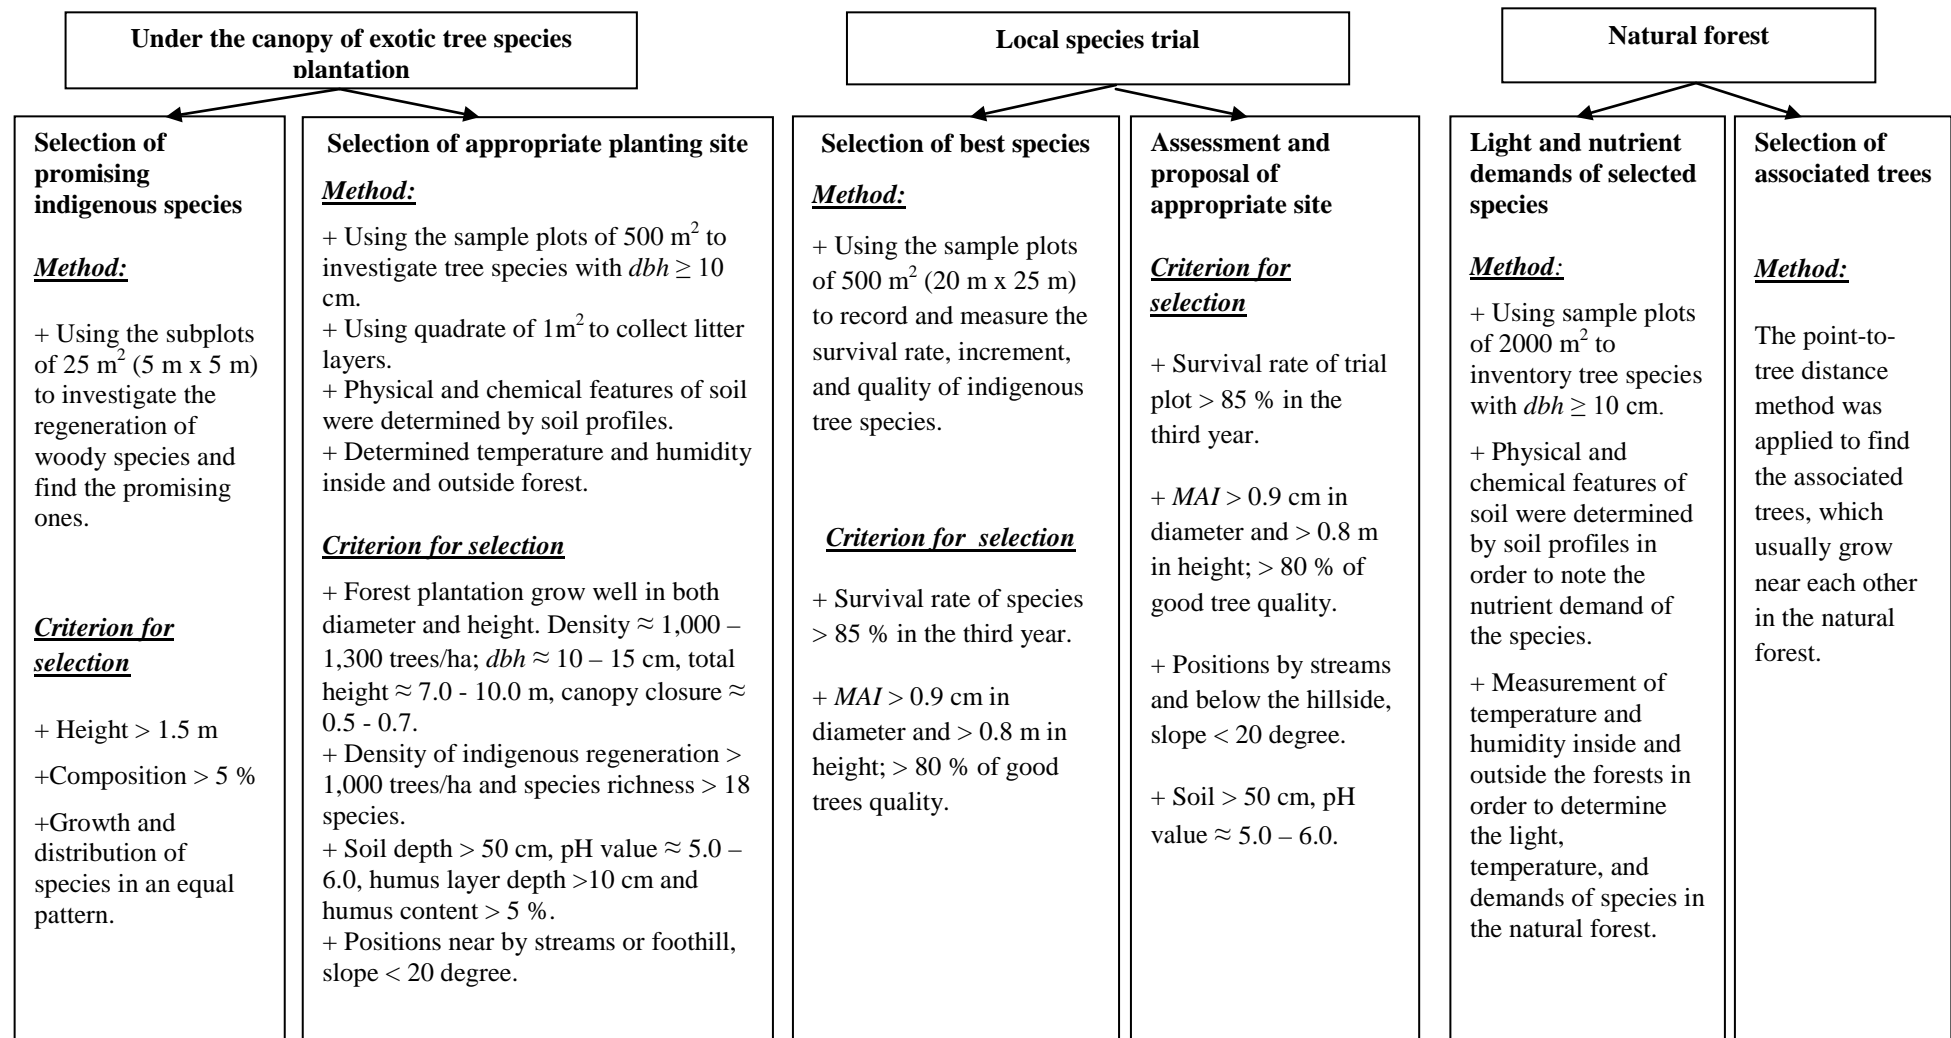 Under the canopy of exotic tree species
plantation
Selection of
promising
indigenous species
Method:
+ Using the subplots
of 25 m² (5 m x 5 m)
to investigate the
regeneration of
woody species and
find the promising
ones.
Criterion for
selection
+ Height > 1.5 m
+Composition > 5 %
+Growth and
distribution of
species in an equal
pattern.
Selection of appropriate planting site
Method:
+ Using the sample plots of 500 m² to
investigate tree species with dbh ≥ 10
cm.
+ Using quadrate of 1m² to collect litter
layers.
+ Physical and chemical features of soil
were determined by soil profiles.
+ Determined temperature and humidity
inside and outside forest.
Criterion for selection
+ Forest plantation grow well in both
diameter and height. Density ≈ 1,000 –
1,300 trees/ha; dbh ≈ 10 – 15 cm, total
height ≈ 7.0 - 10.0 m, canopy closure ≈
0.5 - 0.7.
+ Density of indigenous regeneration >
1,000 trees/ha and species richness > 18
species.
+ Soil depth > 50 cm, pH value ≈ 5.0 –
6.0, humus layer depth >10 cm and
humus content > 5 %.
+ Positions near by streams or foothill,
slope < 20 degree.
Local species trial
Selection of best species
Method:
+ Using the sample plots
of 500 m² (20 m x 25 m)
to record and measure the
survival rate, increment,
and quality of indigenous
tree species.
Criterion for selection
+ Survival rate of species
> 85 % in the third year.
+ MAI > 0.9 cm in
diameter and > 0.8 m in
height; > 80 % of good
trees quality.
Assessment and
proposal of
appropriate site
Criterion for
selection
+ Survival rate of trial
plot > 85 % in the
third year.
+ MAI > 0.9 cm in
diameter and > 0.8 m
in height; > 80 % of
good tree quality.
+ Positions by streams
and below the hillside,
slope < 20 degree.
+ Soil > 50 cm, pH
value ≈ 5.0 – 6.0.
Natural forest
Light and nutrient
demands of selected
species
Method:
+ Using sample plots
of 2000 m² to
inventory tree species
with dbh ≥ 10 cm.
+ Physical and
chemical features of
soil were determined
by soil profiles in
order to note the
nutrient demand of
the species.
+ Measurement of
temperature and
humidity inside and
outside the forests in
order to determine
the light,
temperature, and
demands of species in
the natural forest.
Selection of
associated trees
Method:
The point-to-
tree distance
method was
applied to find
the associated
trees, which
usually grow
near each other
in the natural
forest.